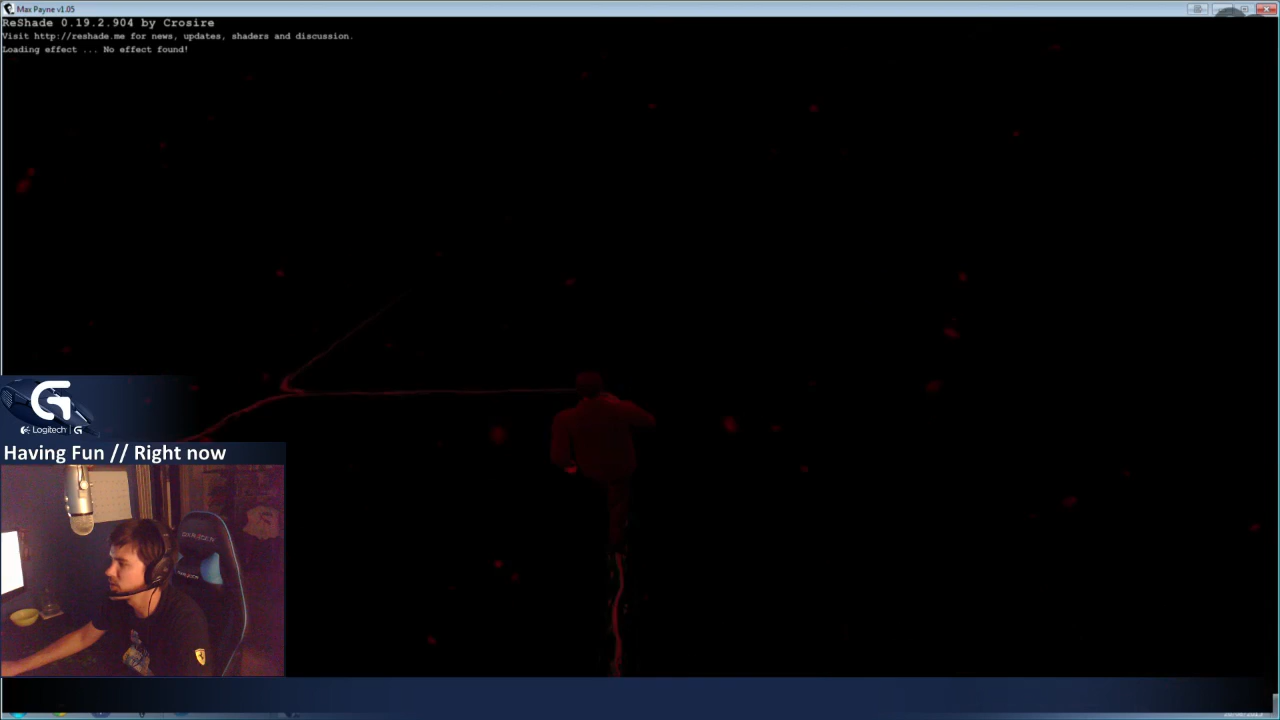 Max Payne v1.05
ReShade 0.19.2.904 by Crosire
Visit http://reshade.me for news, updates, shaders and discussion.
Loading effect ... No effect found!
Logitech | G
Having Fun // Right now